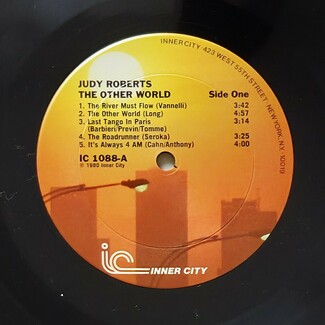 INNER CITY 423 WEST 55TH STREET, NEW YORK, N.Y. 10019
JUDY ROBERTS
THE OTHER WORLD
Side One
1. The River Must Flow (Vannelli) 3:42
2. The Other World (Long) 4:57
3. Last Tango In Paris 3:14
(Barbieri/Previn/Tomme)
4. The Roadrunner (Seroka) 3:25
5. It's Always 4 AM (Cahn/Anthony) 4:00
IC 1088-A
℗ 1980 Inner City
ic
INNER CITY